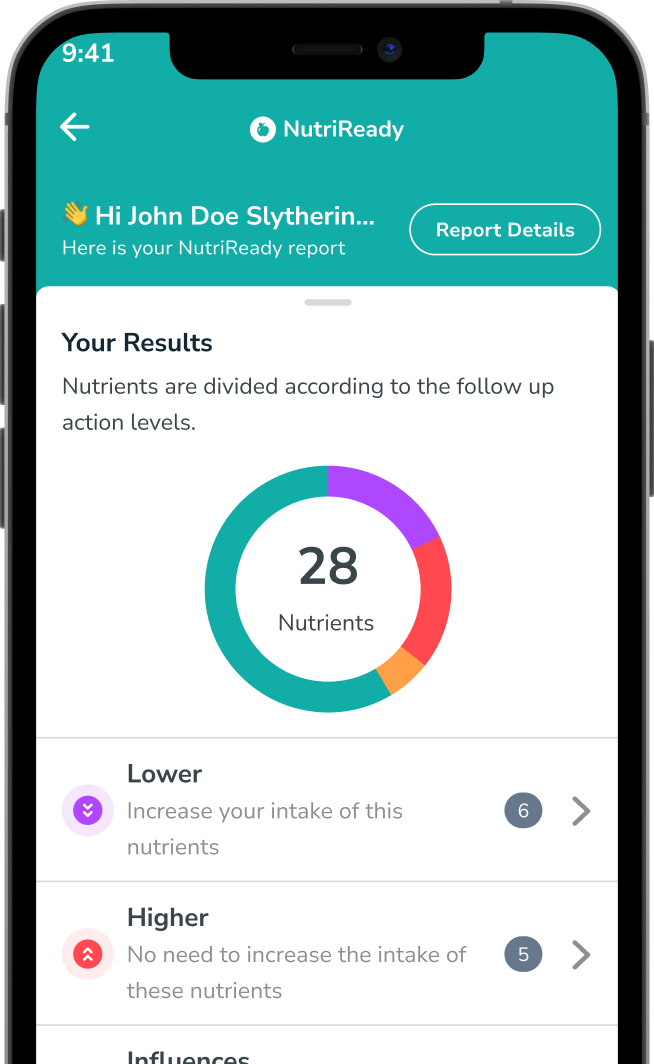 9:41
NutriReady
👋 Hi John Doe Slytherin...
Here is your NutriReady report
Report Details
Your Results
Nutrients are divided according to the follow up
action levels.
28
Nutrients
Lower
Increase your intake of this
nutrients
6
Higher
No need to increase the intake of
these nutrients
5
Influences